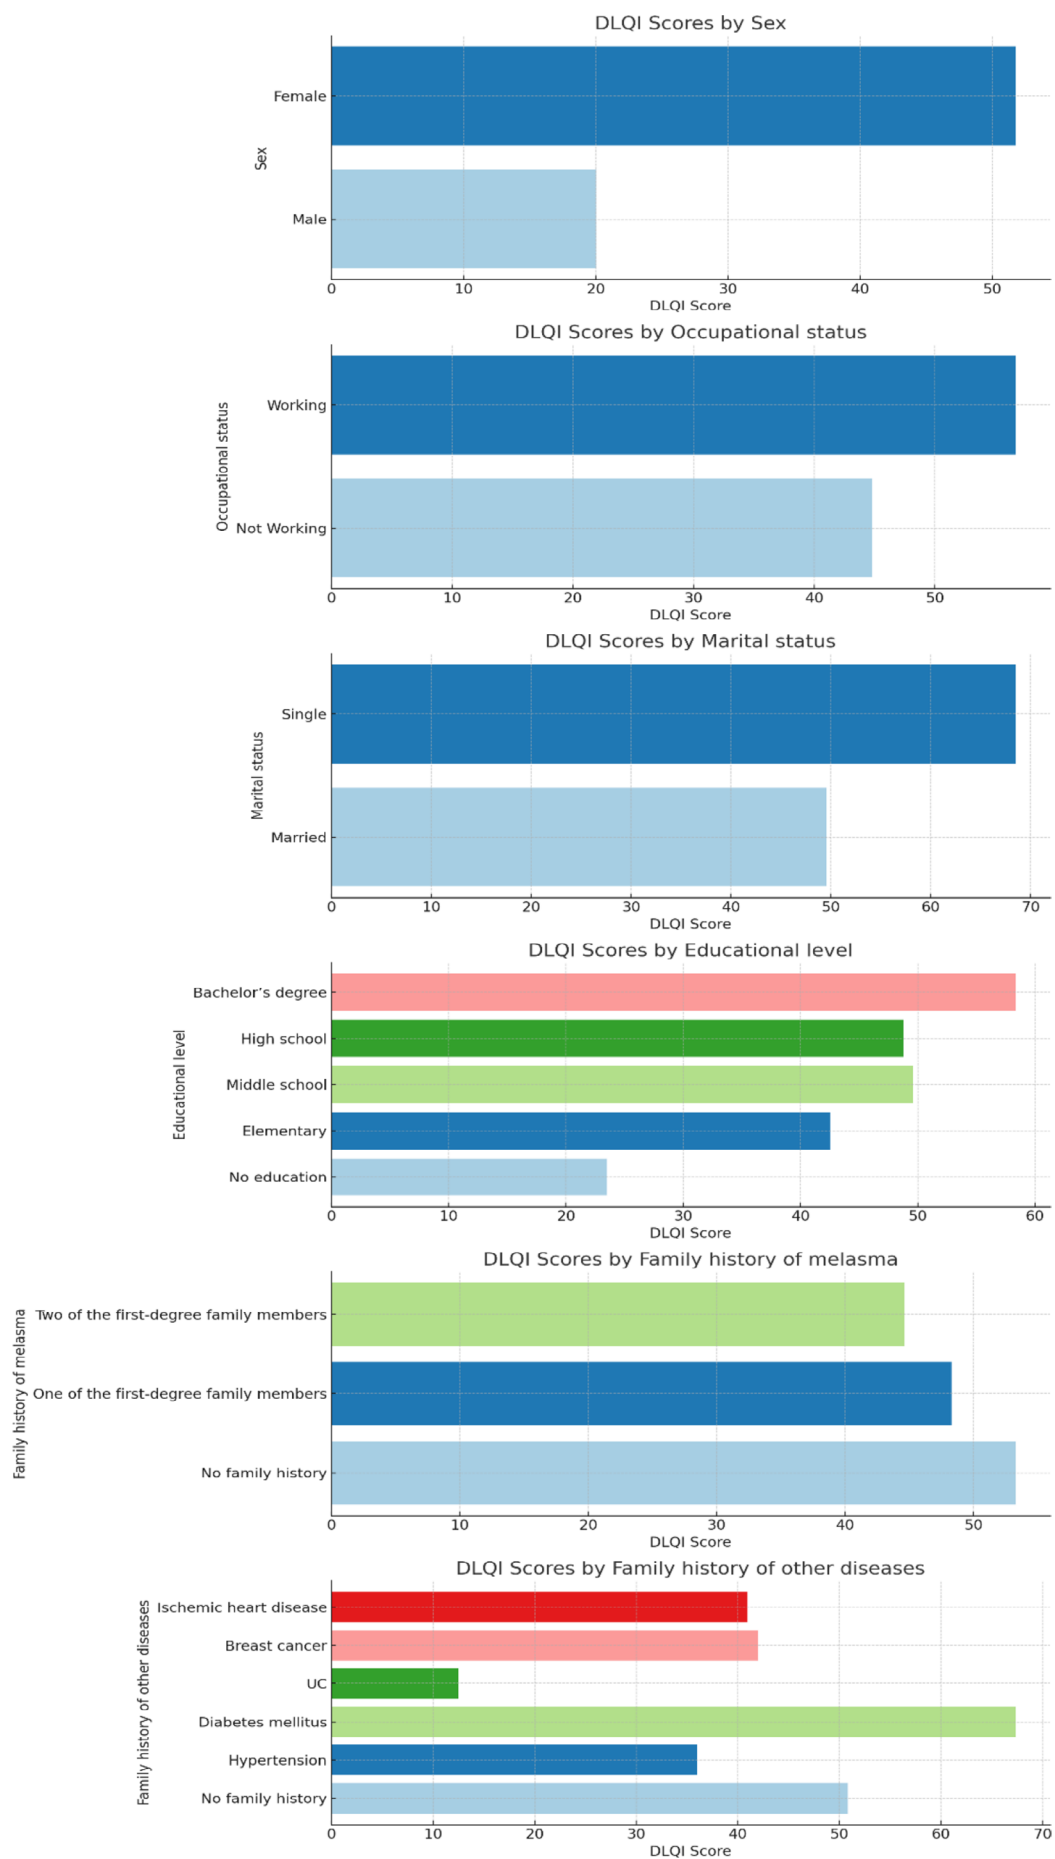 DLQI Scores by Sex
Sex
Female
Male
0 10 20 30 40 50
DLQI Score
DLQI Scores by Occupational status
Occupational status
Working
Not Working
0 10 20 30 40 50
DLQI Score
DLQI Scores by Marital status
Marital status
Single
Married
0 10 20 30 40 50 60 70
DLQI Score
DLQI Scores by Educational level
Educational level
Bachelor’s degree
High school
Middle school
Elementary
No education
0 10 20 30 40 50 60
DLQI Score
DLQI Scores by Family history of melasma
Family history of melasma
Two of the first-degree family members
One of the first-degree family members
No family history
0 10 20 30 40 50
DLQI Score
DLQI Scores by Family history of other diseases
Family history of other diseases
Ischemic heart disease
Breast cancer
UC
Diabetes mellitus
Hypertension
No family history
0 10 20 30 40 50 60 70
DLQI Score